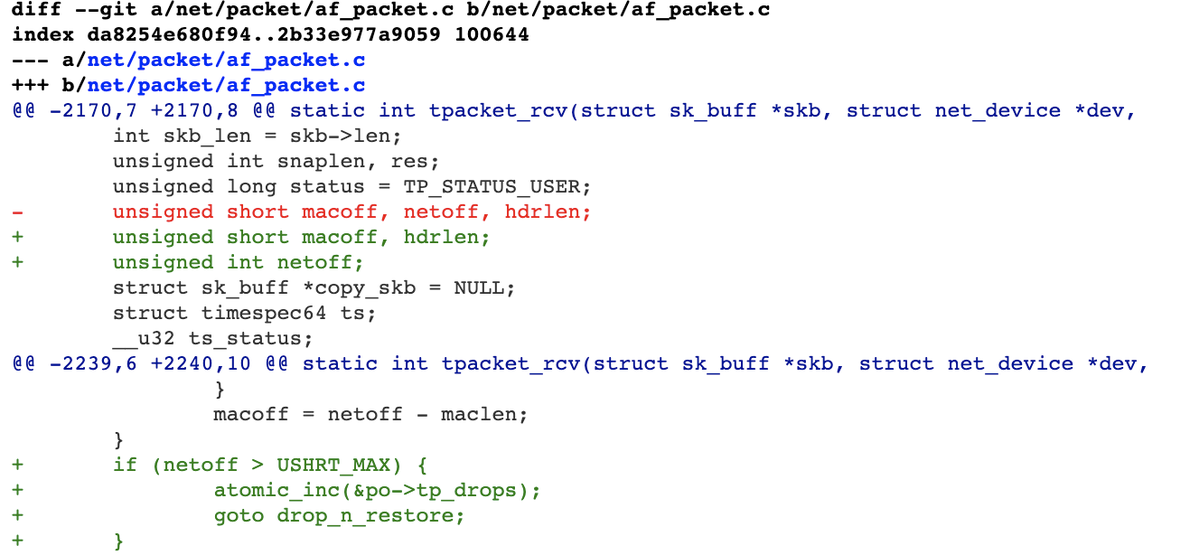 diff --git a/net/packet/af_packet.c b/net/packet/af_packet.c
index da8254e680f94..2b33e977a9059 100644
--- a/net/packet/af_packet.c
+++ b/net/packet/af_packet.c
@@ -2170,7 +2170,8 @@ static int tpacket_rcv(struct sk_buff *skb, struct net_device *dev,
        int skb_len = skb->len;
        unsigned int snaplen, res;
        unsigned long status = TP_STATUS_USER;
-       unsigned short macoff, netoff, hdrlen;
+       unsigned short macoff, hdrlen;
+       unsigned int netoff;
        struct sk_buff *copy_skb = NULL;
        struct timespec64 ts;
        __u32 ts_status;
@@ -2239,6 +2240,10 @@ static int tpacket_rcv(struct sk_buff *skb, struct net_device *dev,
                }
                macoff = netoff - maclen;
        }
+       if (netoff > USHRT_MAX) {
+               atomic_inc(&po->tp_drops);
+               goto drop_n_restore;
+       }